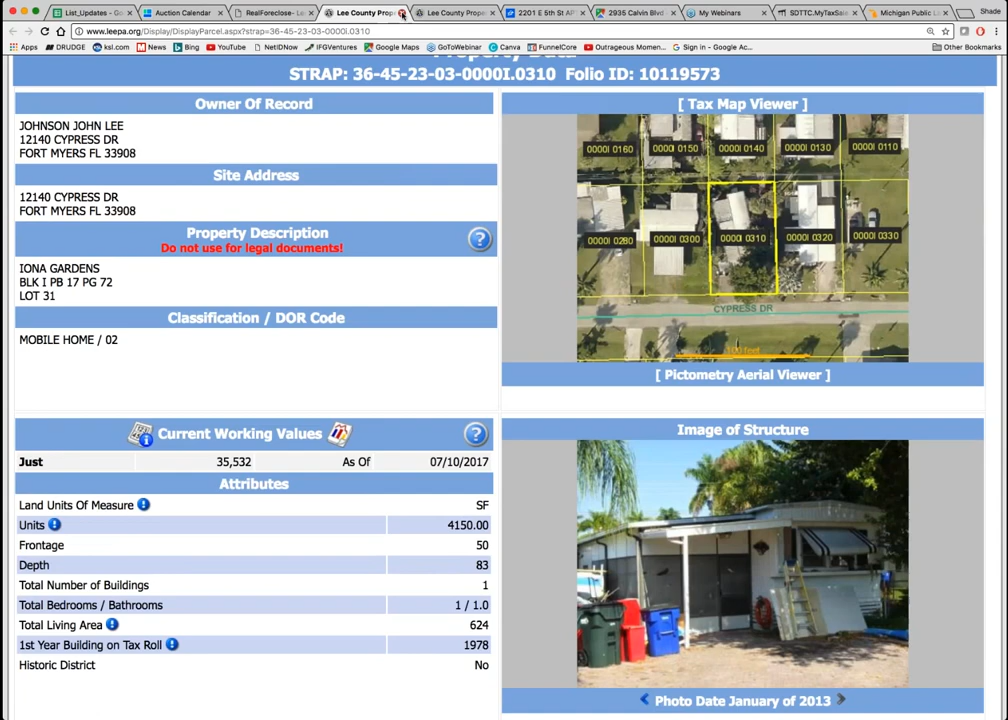 List_Updates - Go
Auction Calendar
RealForeclose- Le
Lee County Prop
Lee County Proper
2201 E 5th St AP
2935 Calvin Blvd
My Webinars
SDTTC.MyTaxSale
Michigan Public L
Shade
www.leepa.org/Display/DisplayParcel.aspx?strap=36-45-23-03-0000I.0310
Apps
DRUDGE
ksl.com
News
Bing
YouTube
NetIDNow
IFGVentures
Google Maps
GoToWebinar
Canva
FunnelCore
Outrageous Momen...
Sign in - Google Ac...
Other Bookmarks
Property Data
STRAP: 36-45-23-03-0000I.0310 Folio ID: 10119573
Owner Of Record
JOHNSON JOHN LEE
12140 CYPRESS DR
FORT MYERS FL 33908
Site Address
12140 CYPRESS DR
FORT MYERS FL 33908
Property Description
Do not use for legal documents!
IONA GARDENS
BLK I PB 17 PG 72
LOT 31
Classification / DOR Code
MOBILE HOME / 02
[ Tax Map Viewer ]
0000I 0160
0000I 0150
0000I 0140
0000I 0130
0000I 0110
0000I 0280
0000I 0300
0000I 0310
0000I 0320
0000I 0330
CYPRESS DR
100 feet
[ Pictometry Aerial Viewer ]
Current Working Values
Just 35,532 As Of 07/10/2017
Attributes
Land Units Of Measure SF
Units 4150.00
Frontage 50
Depth 83
Total Number of Buildings 1
Total Bedrooms / Bathrooms 1 / 1.0
Total Living Area 624
1st Year Building on Tax Roll 1978
Historic District No
Image of Structure
Photo Date January of 2013